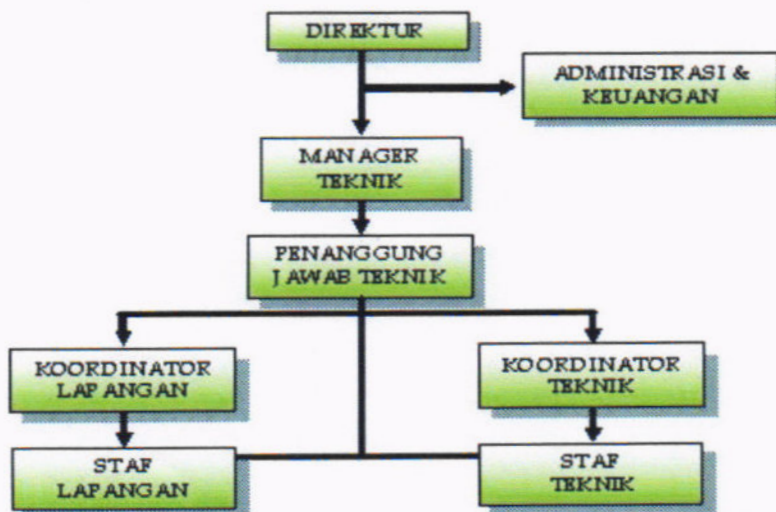 DIREKTUR
ADMINISTRASI &
KEUANGAN
MANAGER
TEKNIK
PENANGGUNG
JAWAB TEKNIK
KOORDINATOR
LAPANGAN
KOORDINATOR
TEKNIK
STAF
LAPANGAN
STAF
TEKNIK